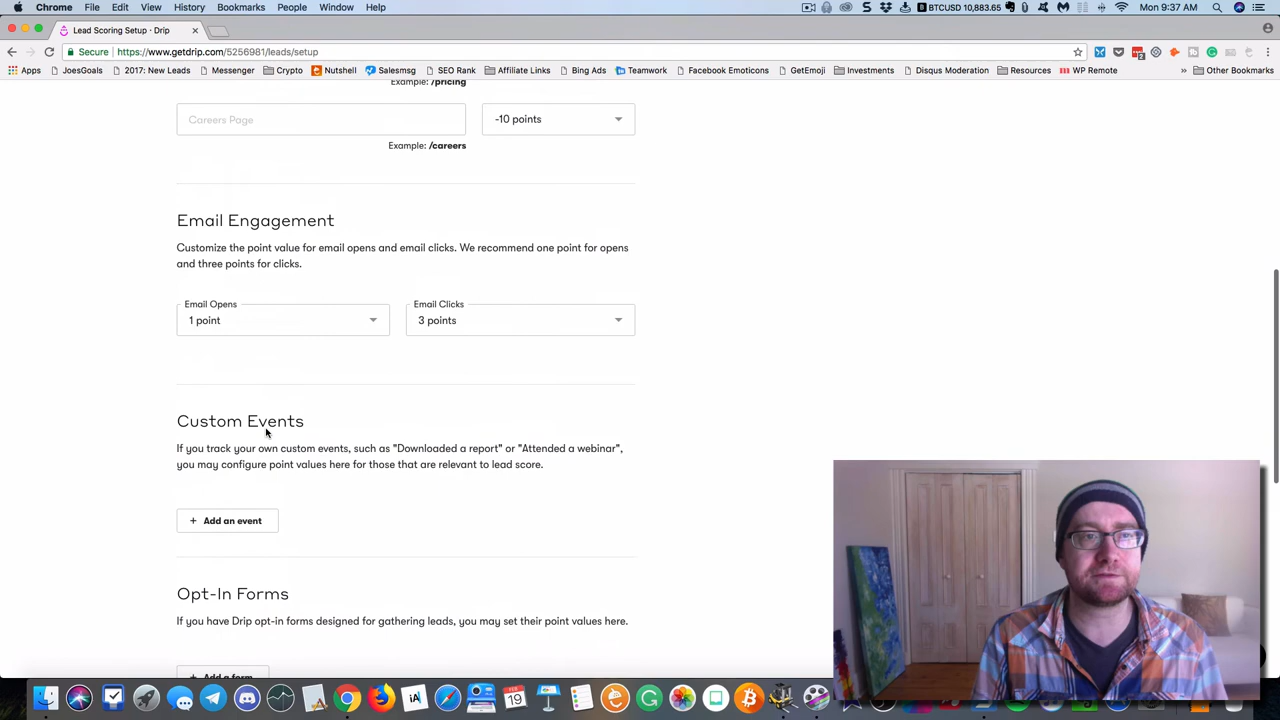 Chrome File Edit View History Bookmarks People Window Help
BTCUSD 10,883.65 Mon 9:37 AM
Lead Scoring Setup · Drip
Secure https://www.getdrip.com/5256981/leads/setup
Apps JoesGoals 2017: New Leads Messenger Crypto Nutshell Salesmsg SEO Rank Affiliate Links Bing Ads Teamwork Facebook Emoticons GetEmoji Investments Disqus Moderation Resources WP Remote » Other Bookmarks
Example: /pricing
Careers Page -10 points
Example: /careers
Email Engagement
Customize the point value for email opens and email clicks. We recommend one point for opens
and three points for clicks.
Email Opens Email Clicks
1 point 3 points
Custom Events
If you track your own custom events, such as "Downloaded a report" or "Attended a webinar",
you may configure point values here for those that are relevant to lead score.
+ Add an event
Opt-In Forms
If you have Drip opt-in forms designed for gathering leads, you may set their point values here.
+ Add a form
FEB
19
iA